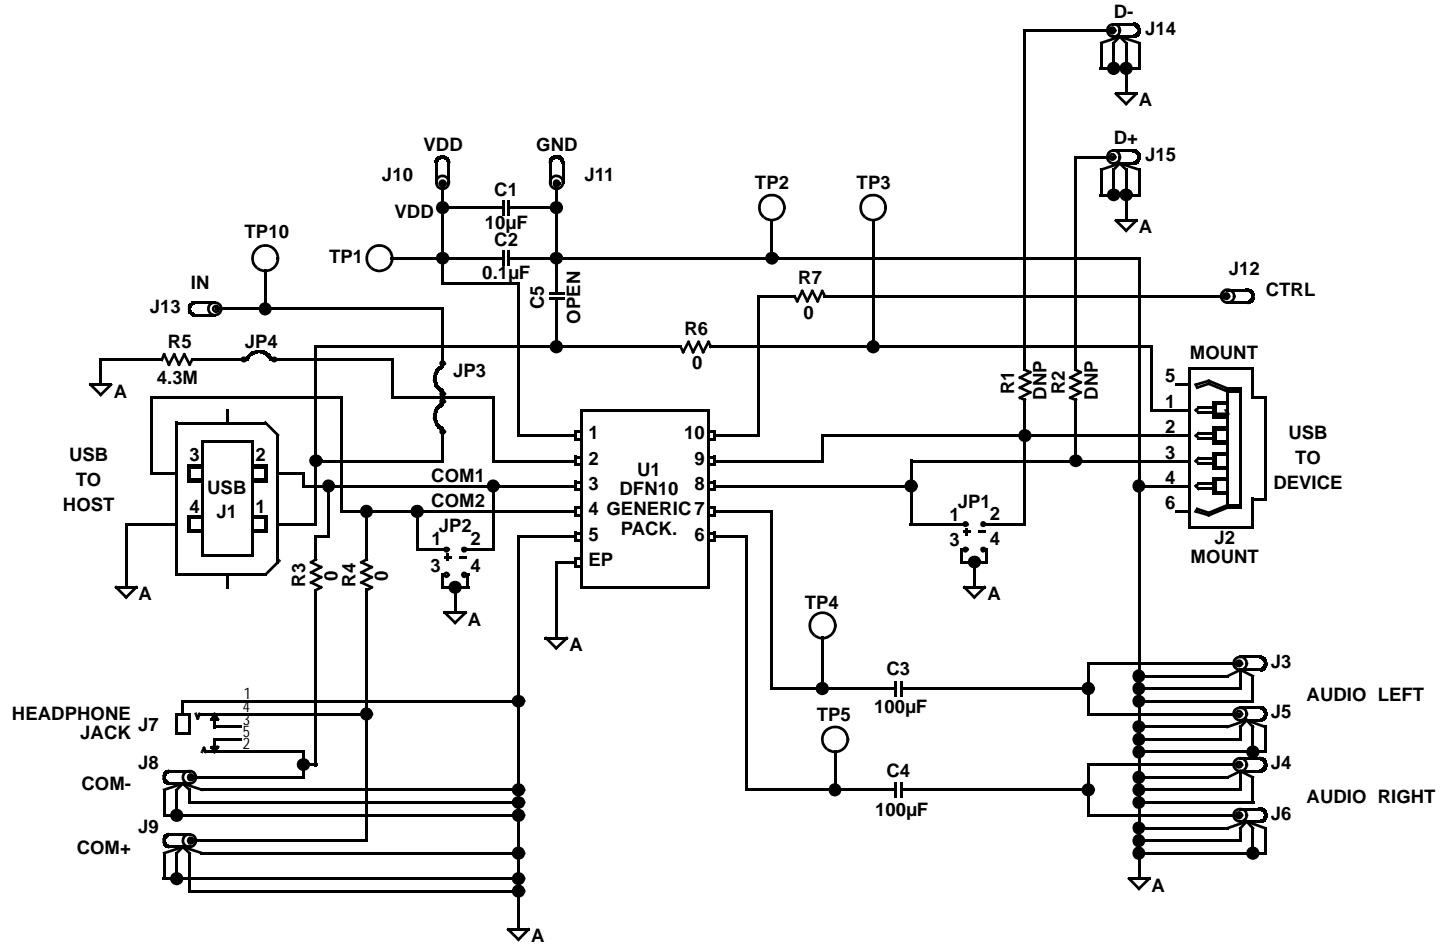 D-
J14
A
D+
J15
A
VDD
GND
J10
J11
C1
VDD
10µF
C2
TP1
0.1µF
C5
OPEN
TP2
TP3
TP10
IN
J13
R7
0
J12
CTRL
R6
0
R5
4.3M
JP4
A
JP3
R1
DNP
R2
DNP
MOUNT
5
1
2
3
4
6
USB
TO
DEVICE
J2
MOUNT
USB
TO
HOST
3
2
USB
J1
4
1
A
COM1
COM2
JP2
1
2
3
4
A
R3
0
R4
0
1
2
3
4
5
EP
U1
DFN10
GENERIC
PACK.
10
9
8
7
6
A
JP1
1
2
3
4
A
TP4
C3
100µF
TP5
C4
100µF
J3
AUDIO LEFT
J5
J4
AUDIO RIGHT
J6
A
HEADPHONE
JACK
J7
1
4
3
5
2
J8
COM-
J9
COM+
A